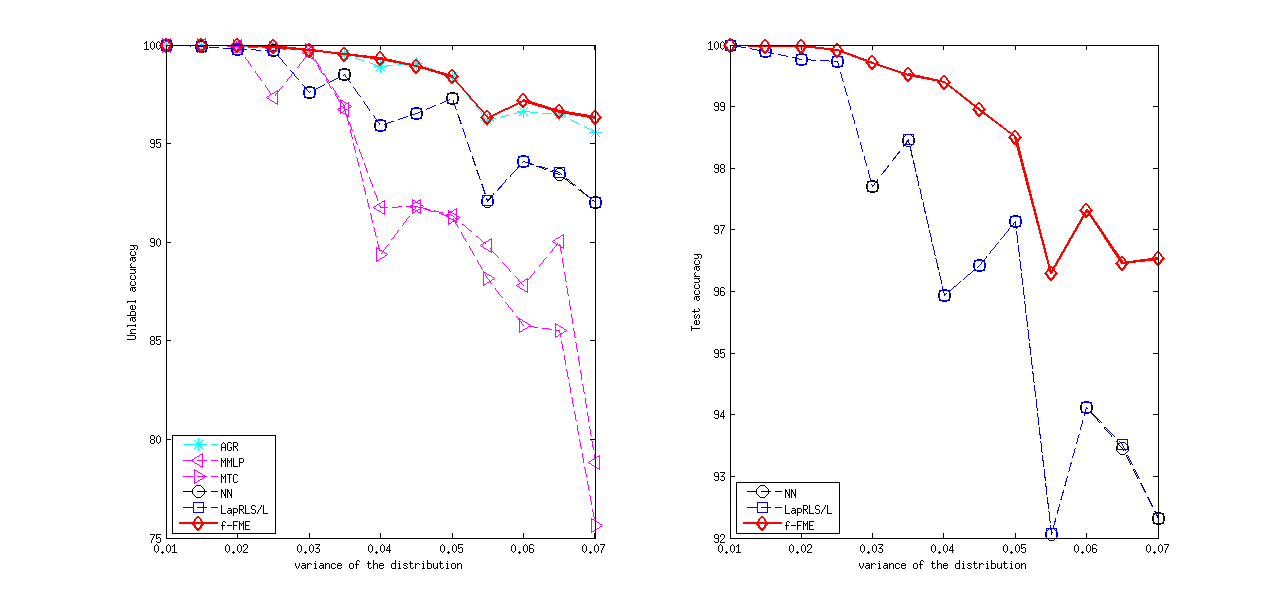 100
95
90
85
80
75
Unlabel accuracy
AGR
MMLP
MTC
NN
LapRLS/L
f-FME
0.01 0.02 0.03 0.04 0.05 0.06 0.07
variance of the distribution
100
99
98
97
96
95
94
93
92
Test accuracy
NN
LapRLS/L
f-FME
0.01 0.02 0.03 0.04 0.05 0.06 0.07
variance of the distribution